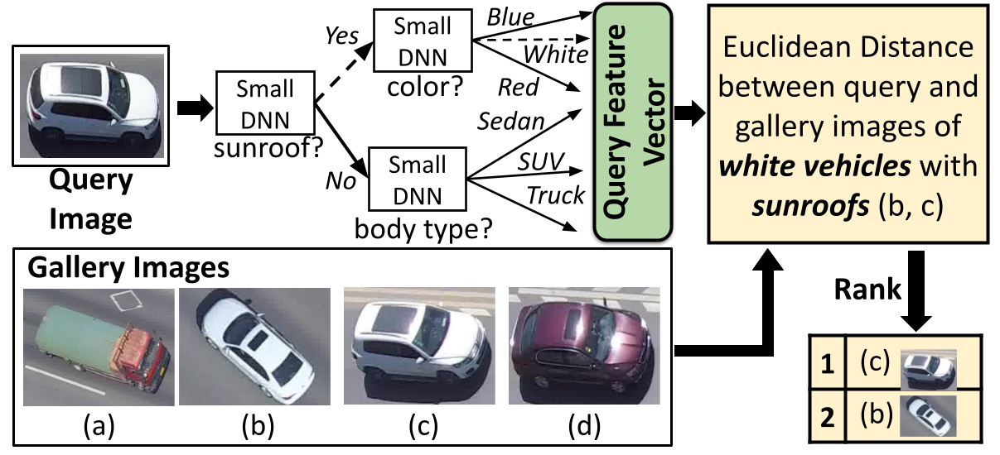 Query
Image
Small
DNN
sunroof?
Yes
No
Small
DNN
color?
Blue
White
Red
Small
DNN
body type?
Sedan
SUV
Truck
Query Feature
Vector
Euclidean Distance
between query and
gallery images of
white vehicles with
sunroofs (b, c)
Gallery Images
(a)
(b)
(c)
(d)
Rank
1 (c)
2 (b)